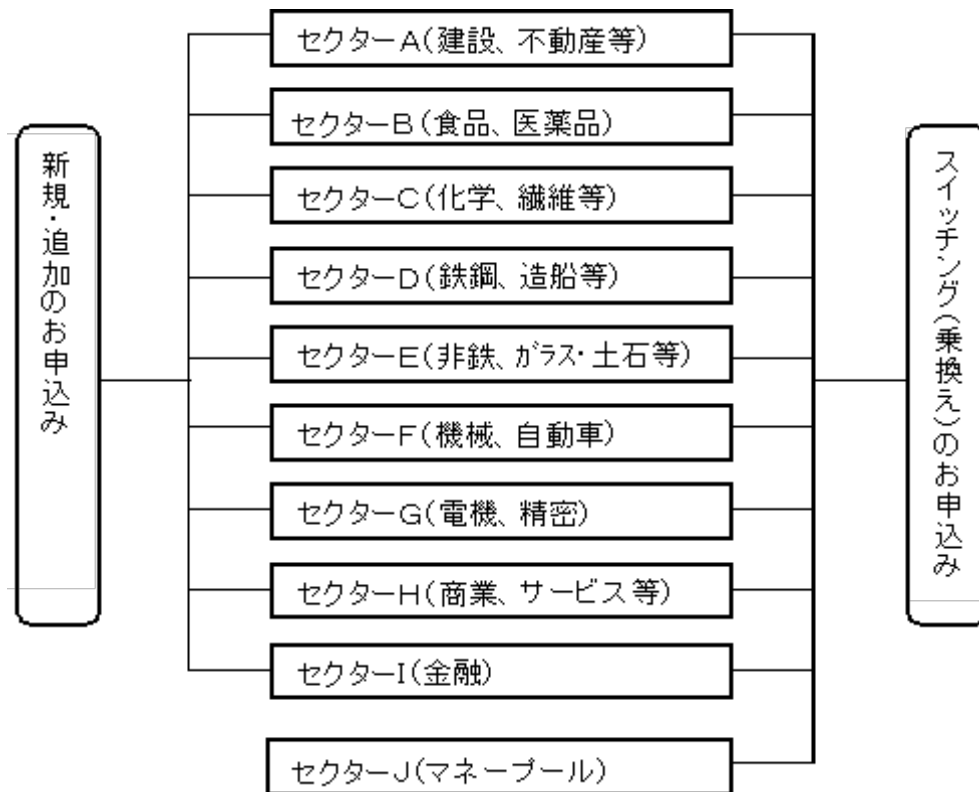 新規・追加のお申込み
セクターA(建設、不動産等)
セクターB(食品、医薬品)
セクターC(化学、繊維等)
セクターD(鉄鋼、造船等)
セクターE(非鉄、ガラス・土石等)
セクターF(機械、自動車)
セクターG(電機、精密)
セクターH(商業、サービス等)
セクターI(金融)
セクターJ(マネープール)
スイッチング(乗換え)のお申込み